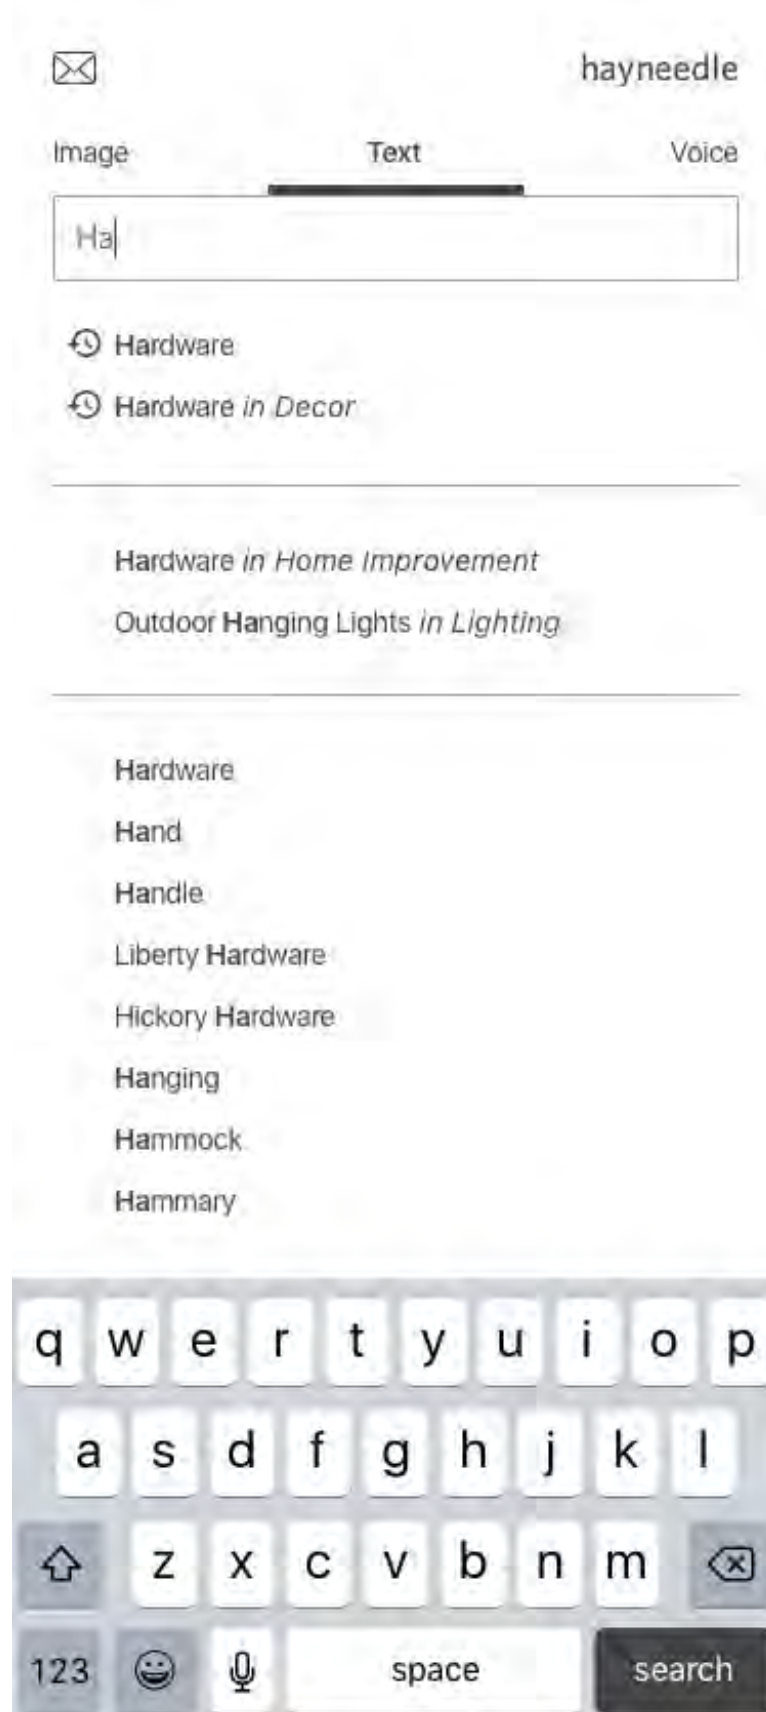 hayneedle
Image Text Voice
Ha
Hardware
Hardware in Decor
Hardware in Home Improvement
Outdoor Hanging Lights in Lighting
Hardware
Hand
Handle
Liberty Hardware
Hickory Hardware
Hanging
Hammock
Hammary
q w e r t y u i o p
a s d f g h j k l
z x c v b n m
123 space search